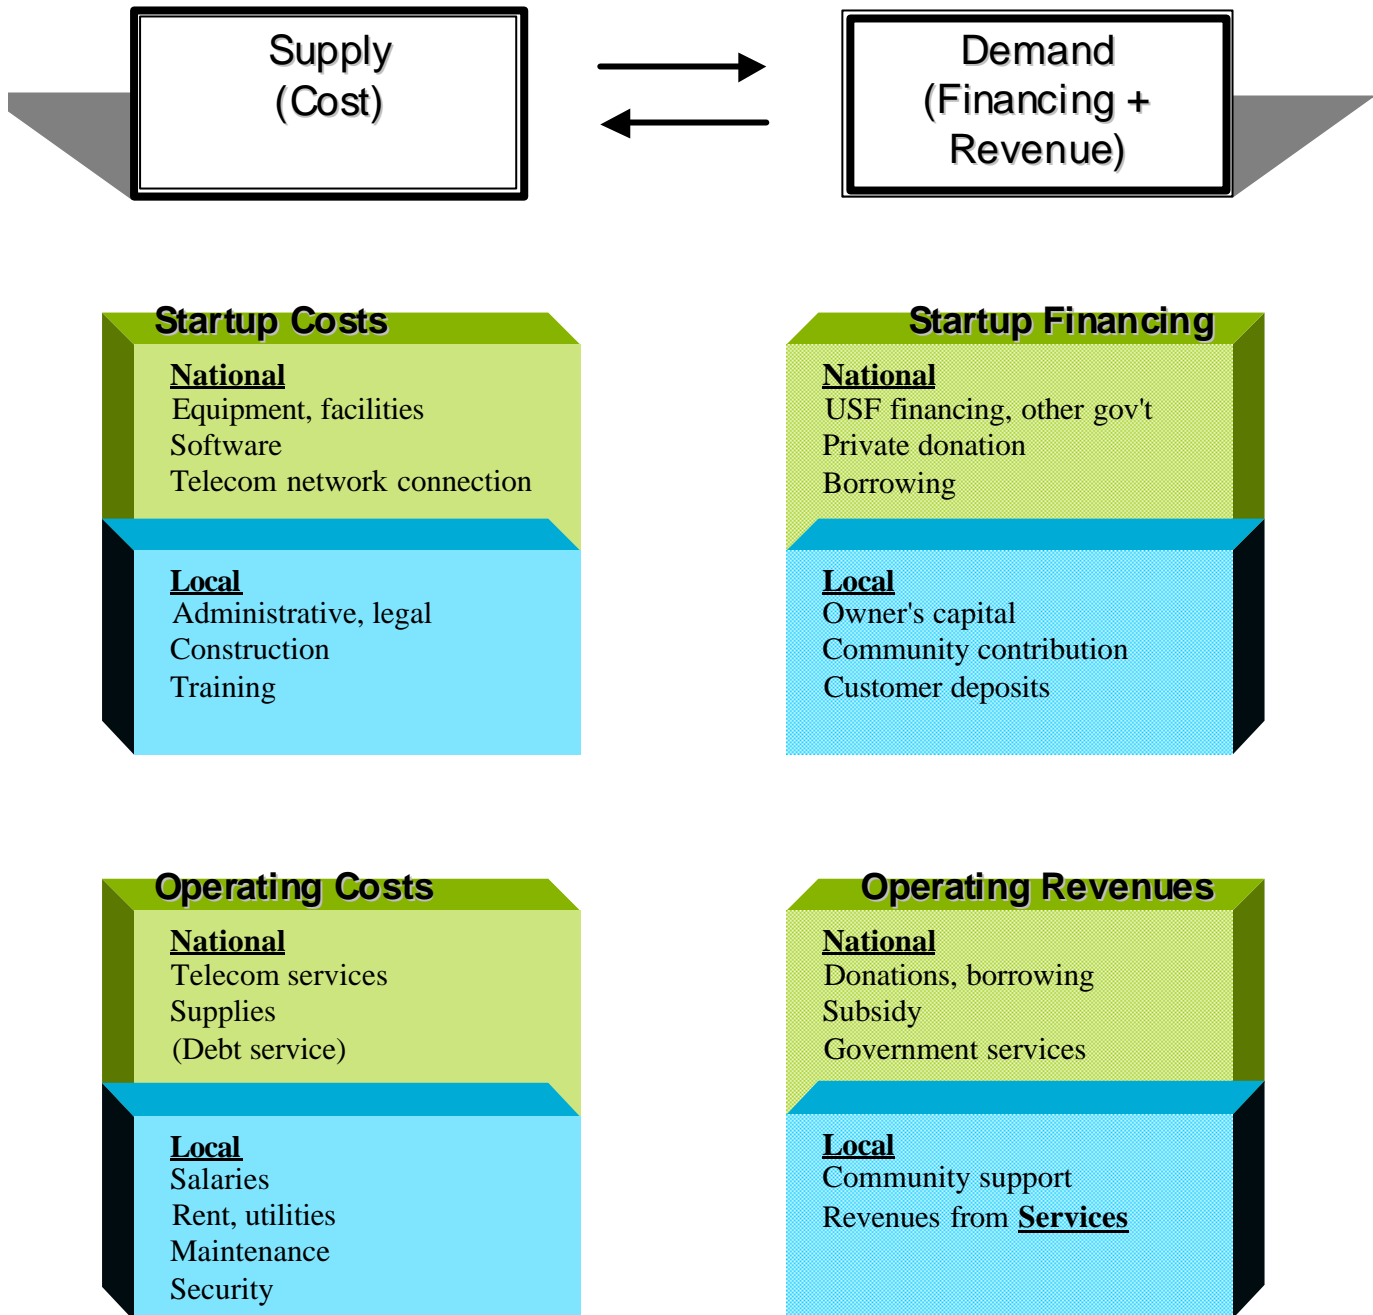 Supply
(Cost)
Demand
(Financing +
Revenue)
Startup Costs
National
Equipment, facilities
Software
Telecom network connection
Local
Administrative, legal
Construction
Training
Startup Financing
National
USF financing, other gov't
Private donation
Borrowing
Local
Owner's capital
Community contribution
Customer deposits
Operating Costs
National
Telecom services
Supplies
(Debt service)
Local
Salaries
Rent, utilities
Maintenance
Security
Operating Revenues
National
Donations, borrowing
Subsidy
Government services
Local
Community support
Revenues from Services